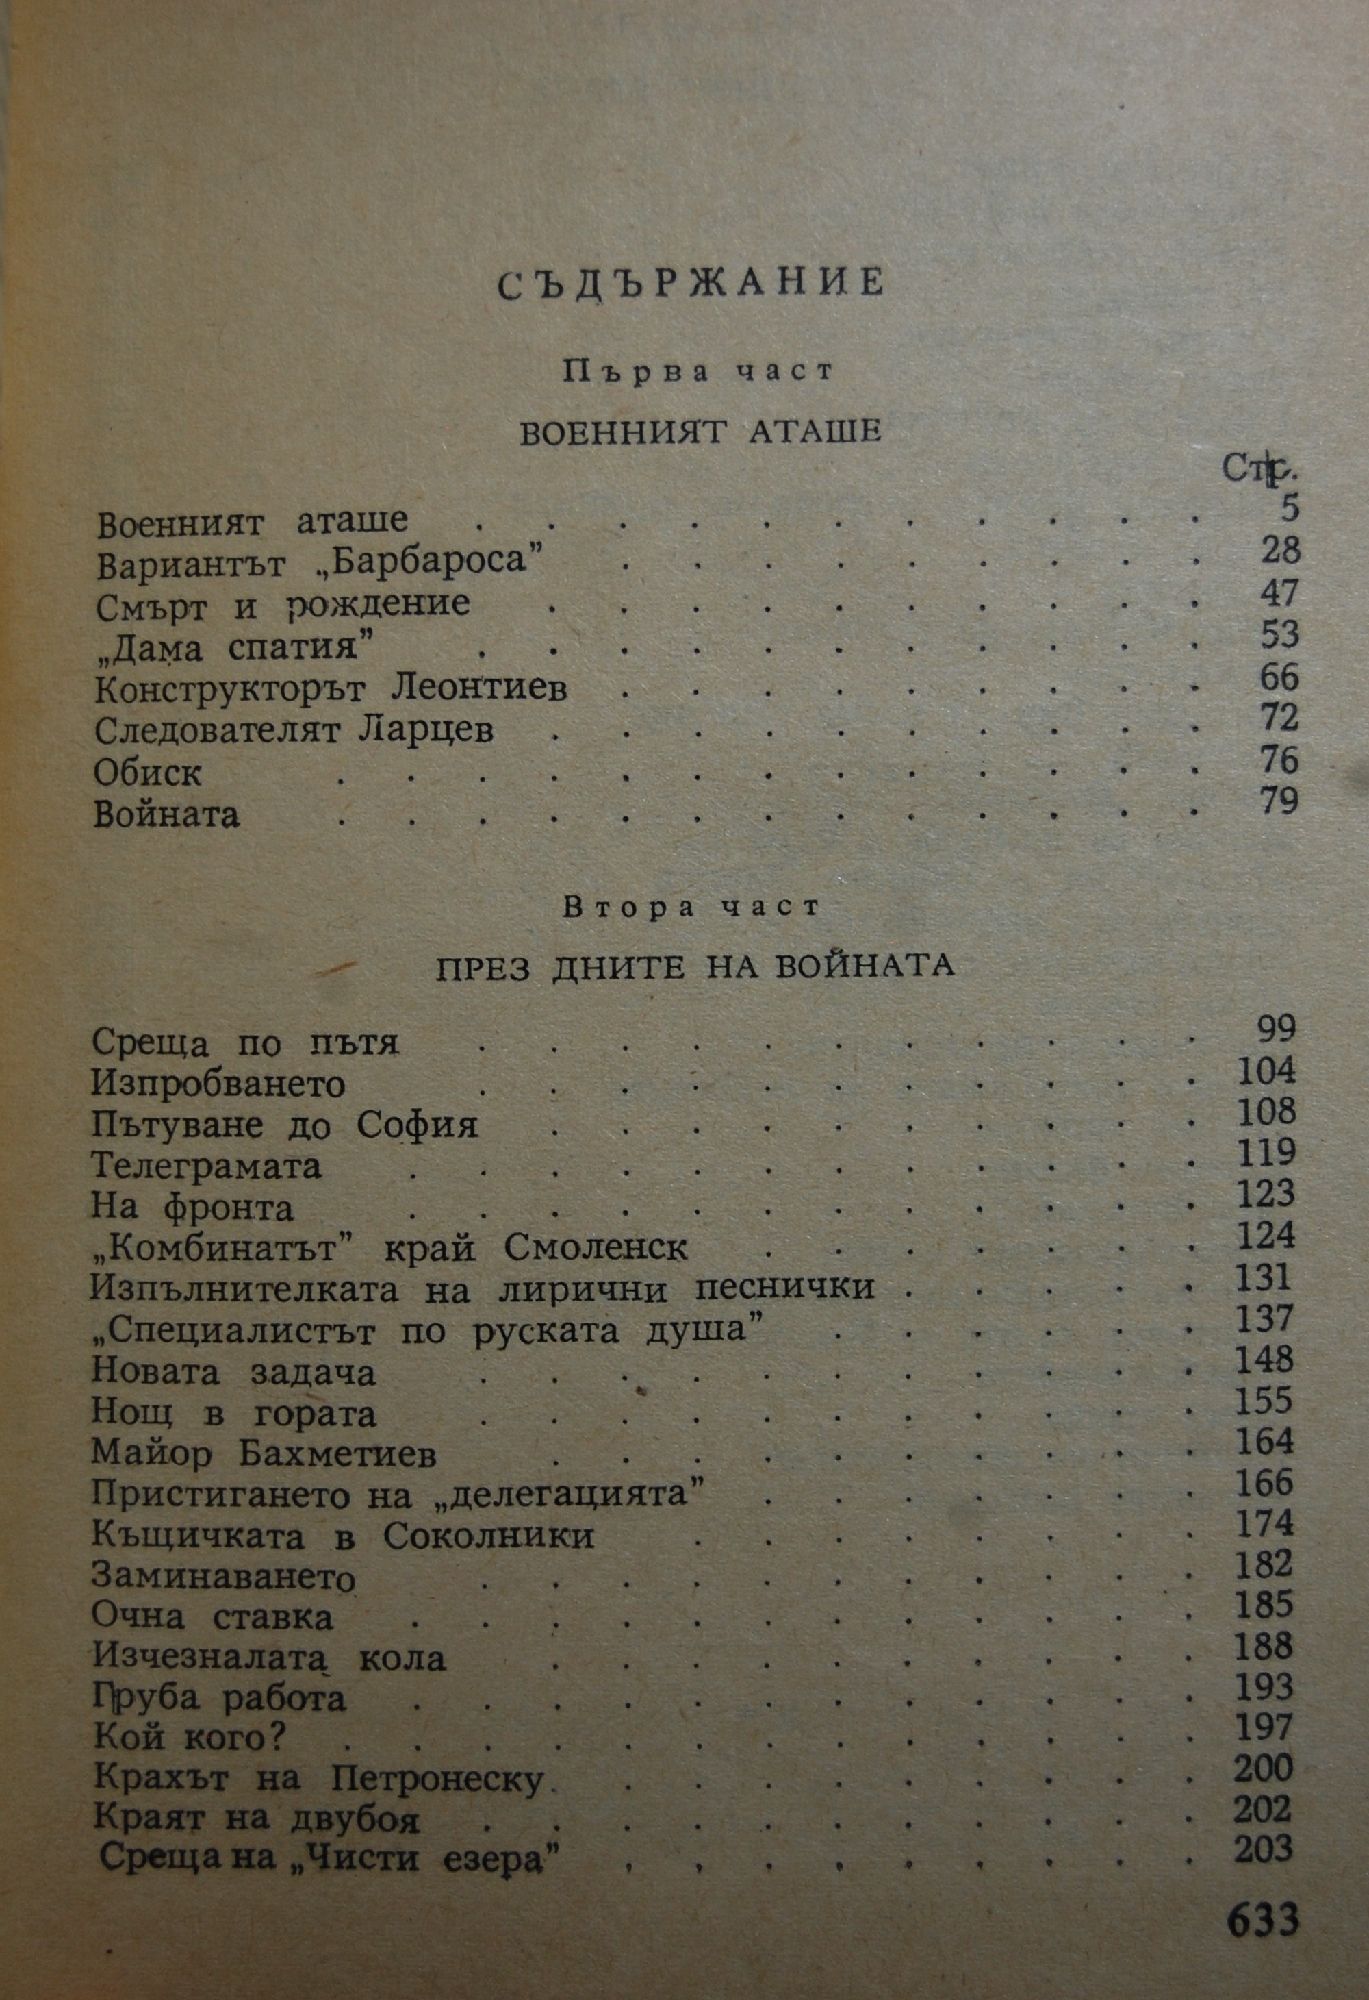 СЪДЪРЖАНИЕ
Първа част
ВОЕННИЯТ АТАШЕ
Стр.
Военният аташе . . . . . . . . . . . 5
Вариантът „Барбароса” . . . . . . . . . 28
Смърт и рождение . . . . . . . . . . 47
„Дама спатия” . . . . . . . . . . . 53
Конструкторът Леонтиев . . . . . . . . . 66
Следователят Ларцев . . . . . . . . . . 72
Обиск . . . . . . . . . . . . . 76
Войната . . . . . . . . . . . . . 79
Втора част
ПРЕЗ ДНИТЕ НА ВОЙНАТА
Среща по пътя . . . . . . . . . . . 99
Изпробването . . . . . . . . . . . 104
Пътуване до София . . . . . . . . . . 108
Телеграмата . . . . . . . . . . . . 119
На фронта . . . . . . . . . . . . 123
„Комбинатът” край Смоленск . . . . . . . 124
Изпълнителката на лирични песнички . . . . . 131
„Специалистът по руската душа” . . . . . . 137
Новата задача . . . . . . . . . . . 148
Нощ в гората . . . . . . . . . . . 155
Майор Бахметиев . . . . . . . . . . 164
Пристигането на „делегацията” . . . . . . . 166
Къщичката в Соколники . . . . . . . . 174
Заминаването . . . . . . . . . . . 182
Очна ставка . . . . . . . . . . . . 185
Изчезналата кола . . . . . . . . . . 188
Груба работа . . . . . . . . . . . . 193
Кой кого? . . . . . . . . . . . . . 197
Крахът на Петронеску . . . . . . . . . . 200
Краят на двубоя . . . . . . . . . . . 202
Среща на „Чисти езера” . . . . . . . . . 203
633